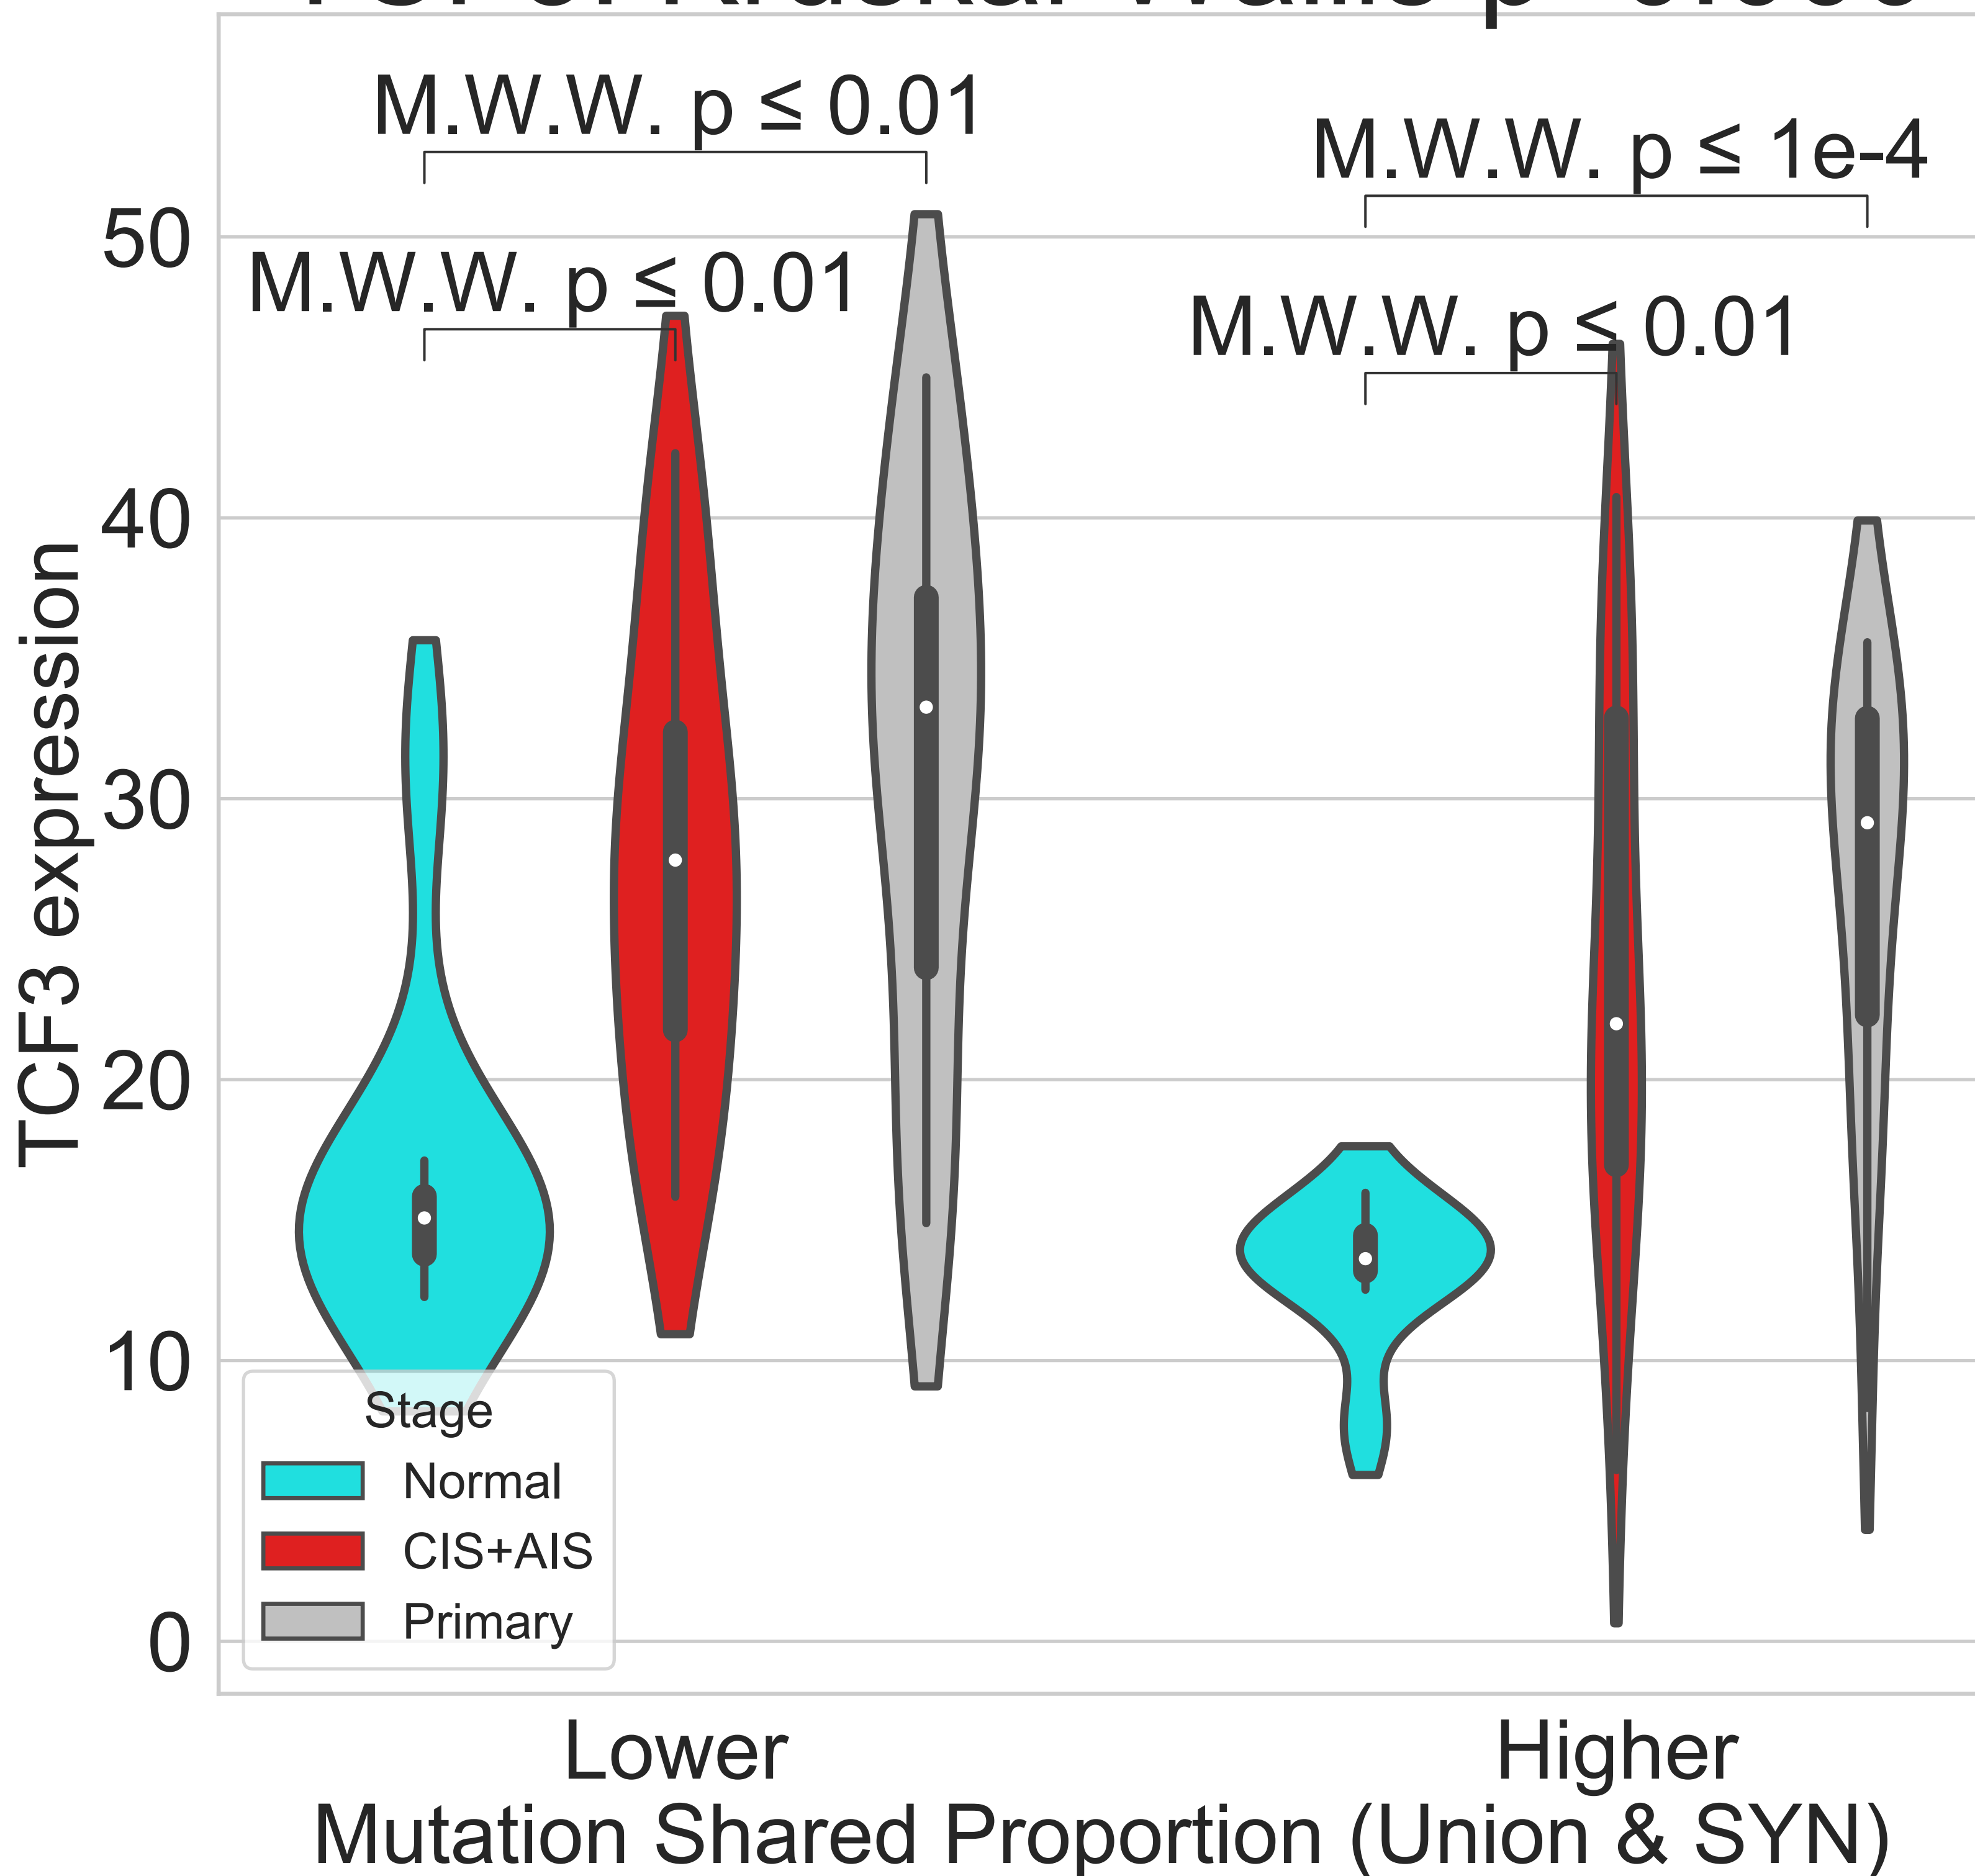 M.W.W. p ≤ 0.01
M.W.W. p ≤ 1e-4
M.W.W. p ≤ 0.01
M.W.W. p ≤ 0.01
50
40
30
20
10
0
TCF3 expression
Stage
Normal
CIS+AIS
Primary
Lower
Higher
Mutation Shared Proportion (Union & SYN)